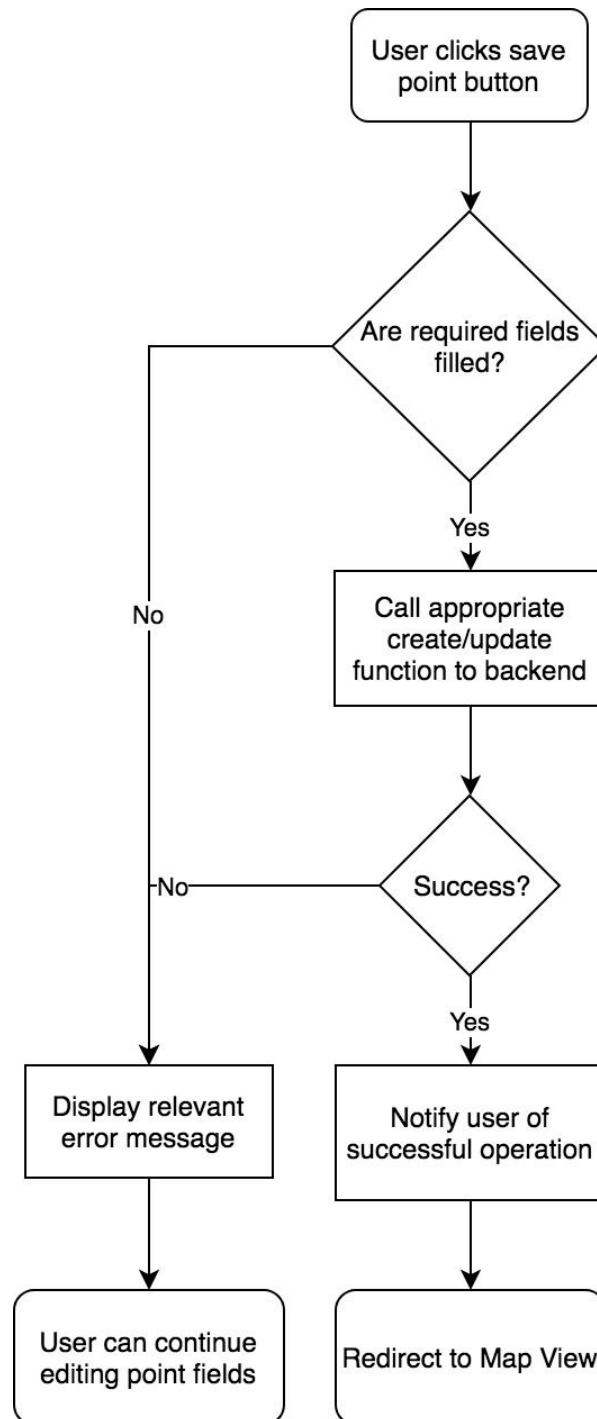 User clicks save
point button
Are required fields
filled?
Yes
No
Call appropriate
create/update
function to backend
Success?
No
Yes
Display relevant
error message
Notify user of
successful operation
User can continue
editing point fields
Redirect to Map View